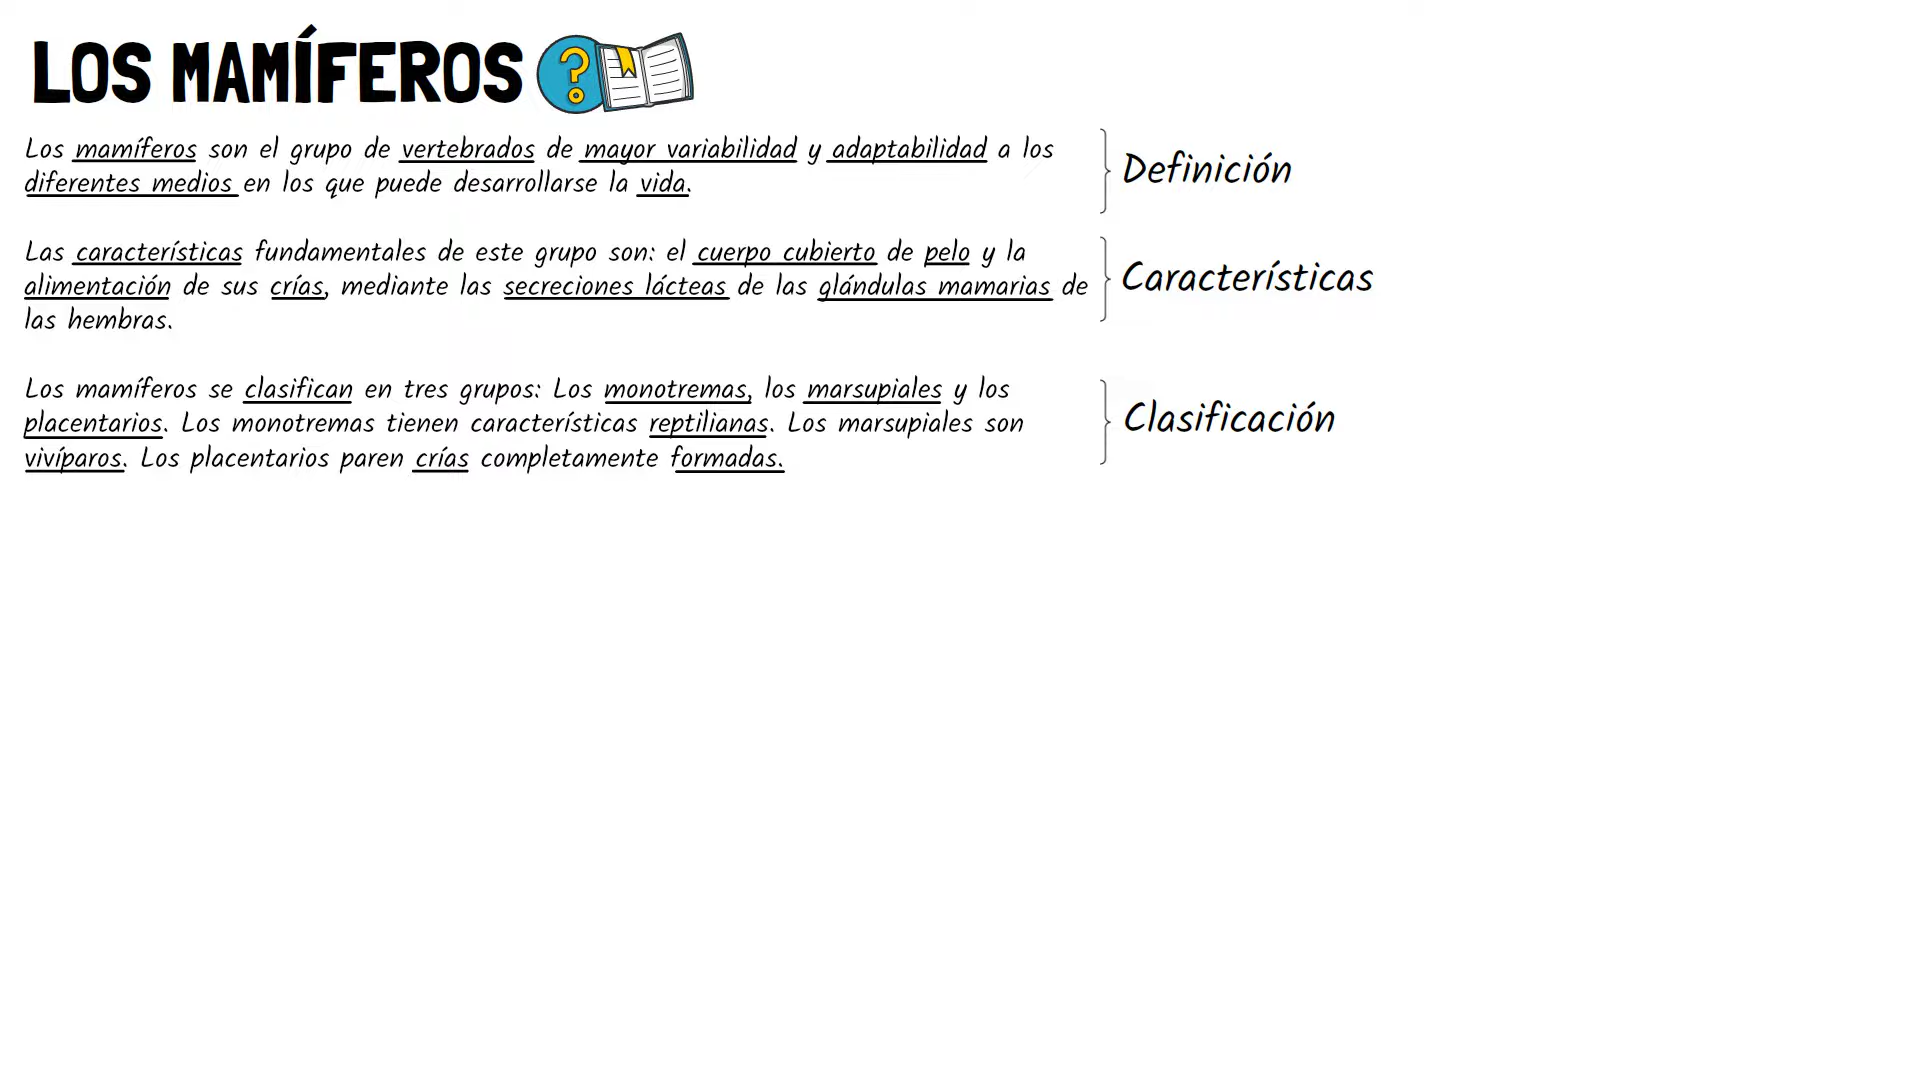 LOS MAMÍFEROS
Los mamíferos son el grupo de vertebrados de mayor variabilidad y adaptabilidad a los
diferentes medios en los que puede desarrollarse la vida.
Definición
Las características fundamentales de este grupo son: el cuerpo cubierto de pelo y la
alimentación de sus crías, mediante las secreciones lácteas de las glándulas mamarias de
las hembras.
Características
Los mamíferos se clasifican en tres grupos: Los monotremas, los marsupiales y los
placentarios. Los monotremas tienen características reptilianas. Los marsupiales son
vivíparos. Los placentarios paren crías completamente formadas.
Clasificación